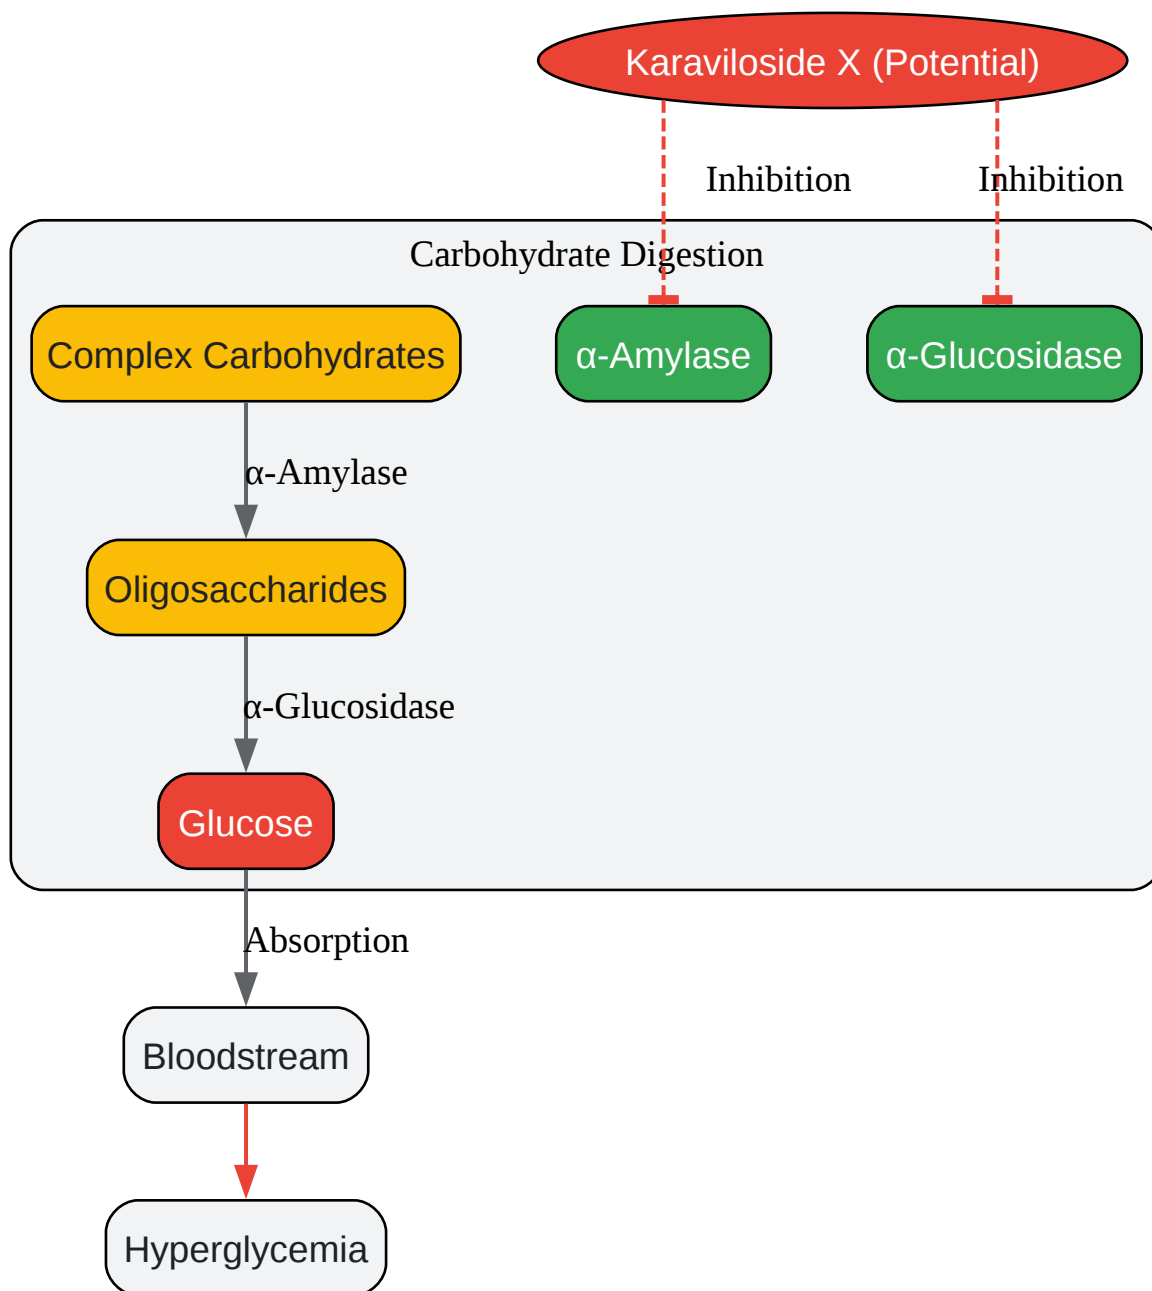 Karaviloside X (Potential)
Inhibition
Inhibition
Carbohydrate Digestion
Complex Carbohydrates
α-Amylase
α-Glucosidase
α-Amylase
Oligosaccharides
α-Glucosidase
Glucose
Absorption
Bloodstream
Hyperglycemia